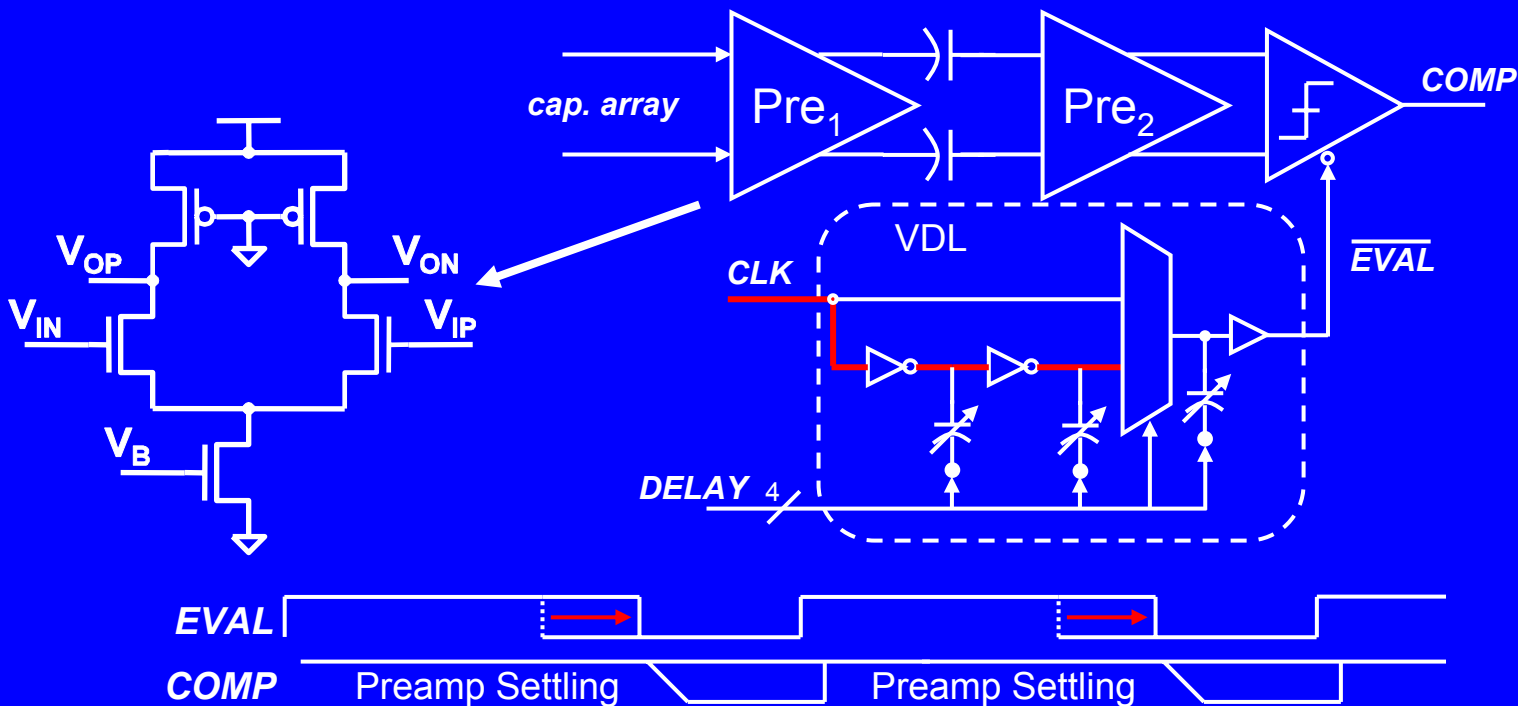 cap. array
Pre1
Pre2
COMP
VOP
VON
VIN
VIP
VB
VDL
CLK
EVAL
DELAY 4
EVAL
COMP Preamp Settling Preamp Settling